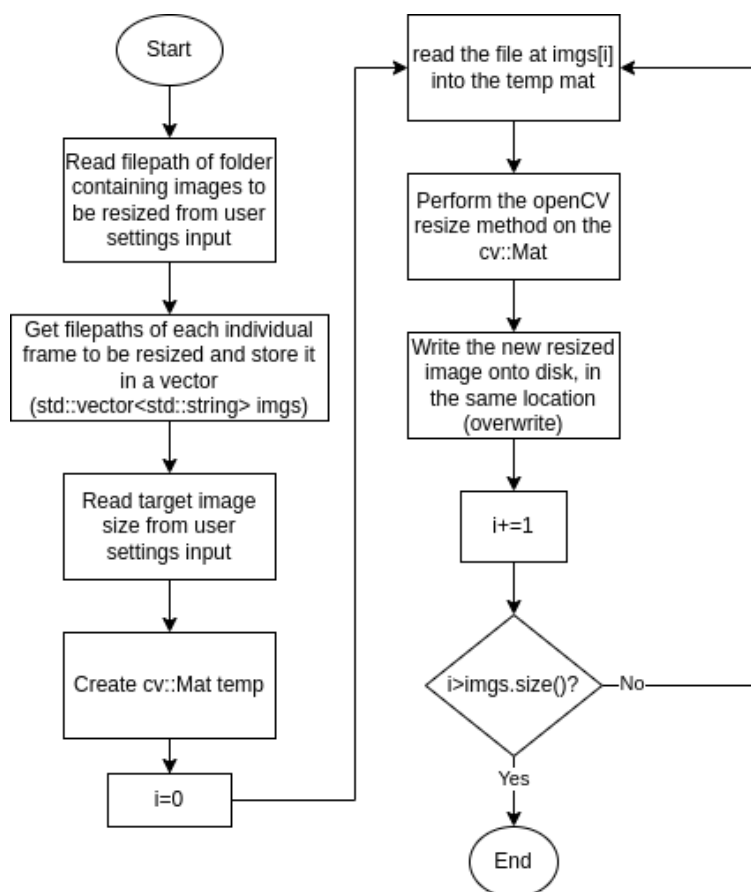 Start
Read filepath of folder
containing images to
be resized from user
settings input
Get filepaths of each individual
frame to be resized and store it
in a vector
(std::vector<std::string> imgs)
Read target image
size from user
settings input
Create cv::Mat temp
i=0
read the file at imgs[i]
into the temp mat
Perform the openCV
resize method on the
cv::Mat
Write the new resized
image onto disk, in
the same location
(overwrite)
i+=1
i>imgs.size()?
No
Yes
End